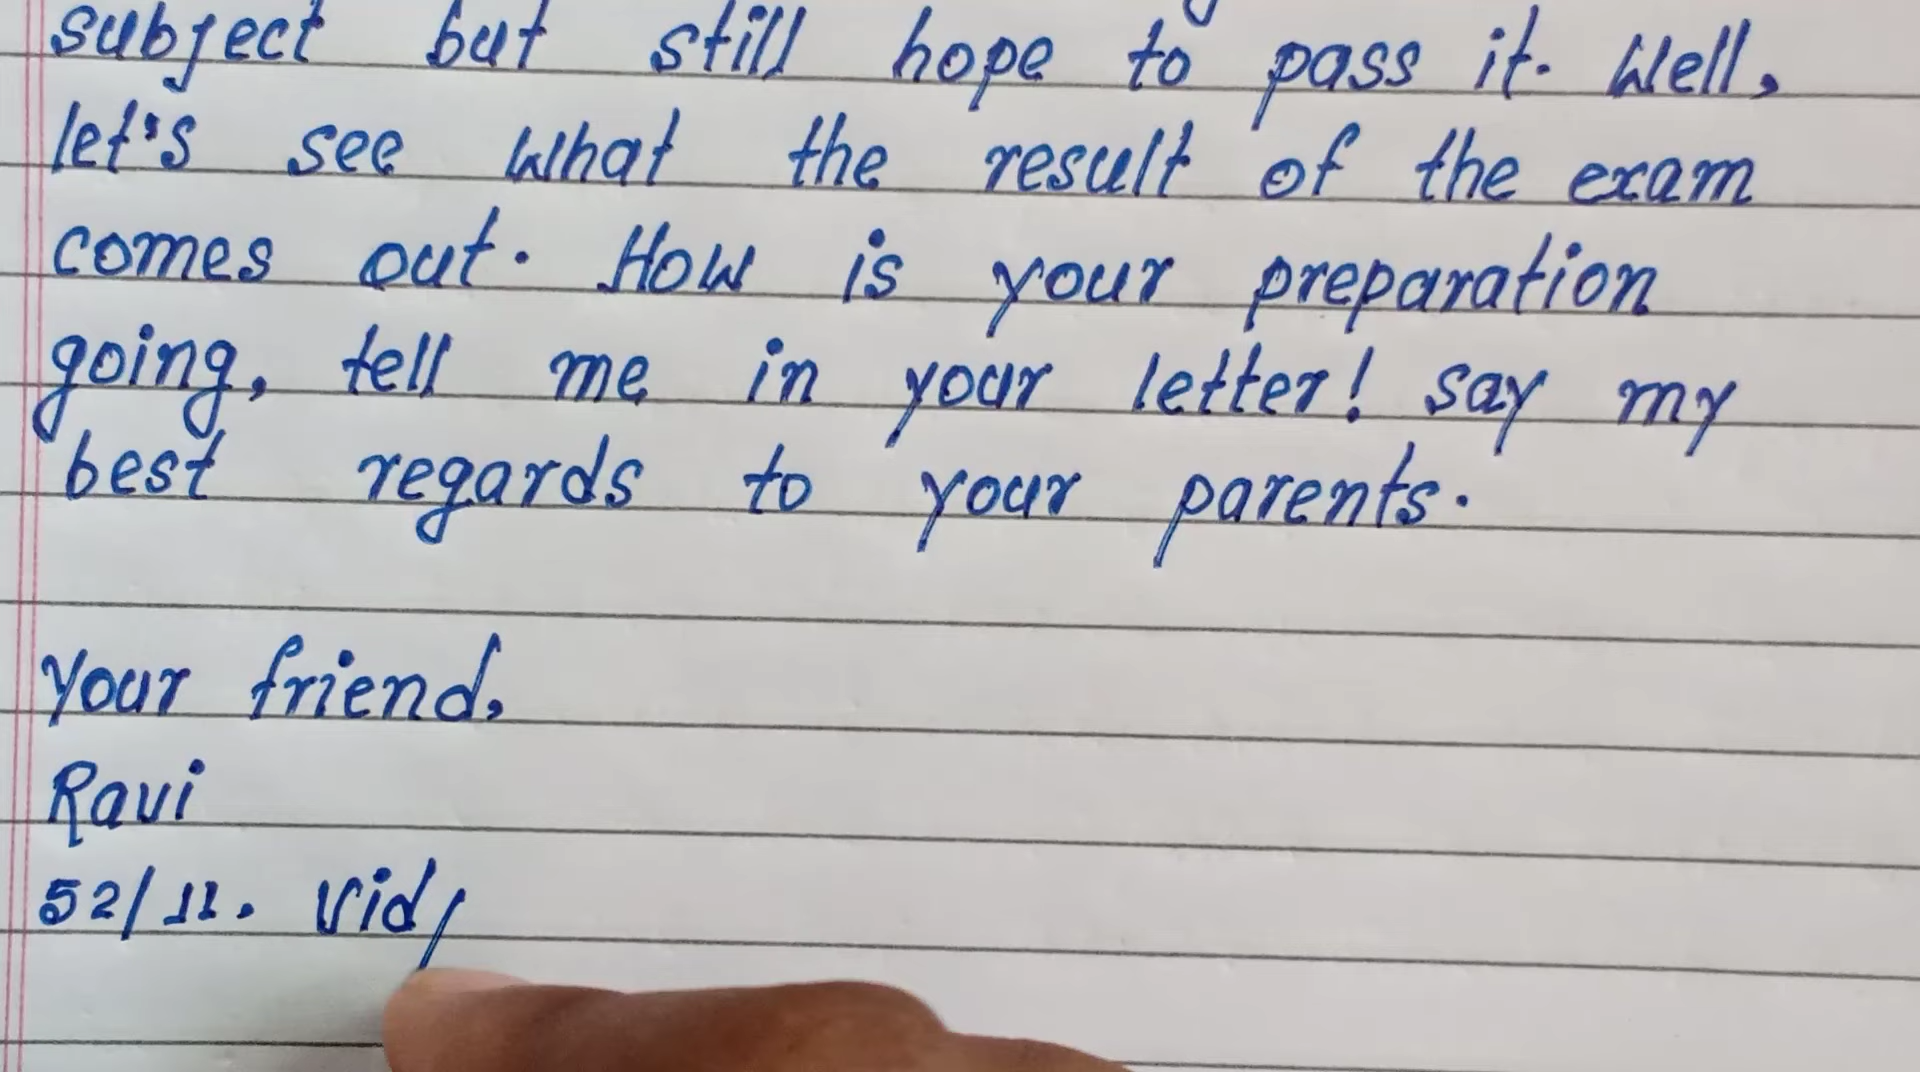 subject but still hope to pass it. Well,
let's see what the result of the exam
comes out. How is your preparation
going, tell me in your letter! say my
best regards to your parents.
Your friend,
Ravi
52/11, Vidy